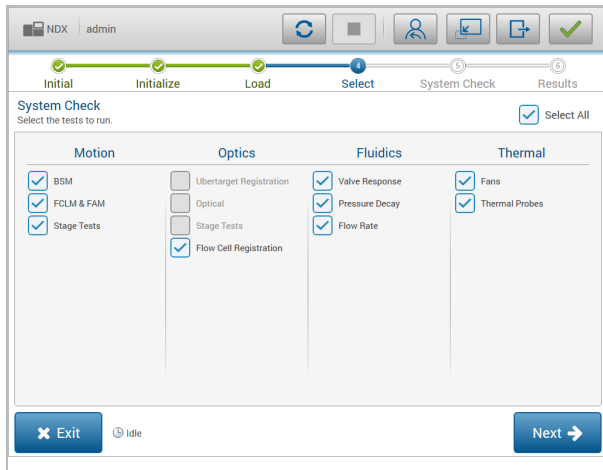 NDX admin
4 5 6
Initial Initialize Load Select System Check Results
System Check
Select the tests to run.
Select All
Motion Optics Fluidics Thermal
BSM Ubertarget Registration Valve Response Fans
FCLM & FAM Optical Pressure Decay Thermal Probes
Stage Tests Stage Tests Flow Rate
Flow Cell Registration
Exit Idle Next